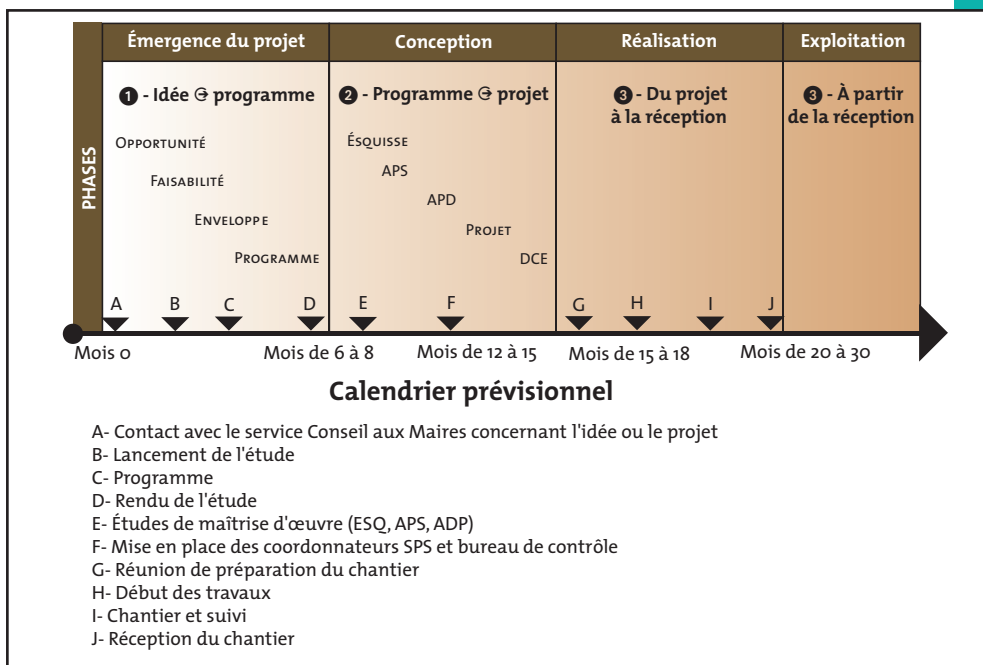 Émergence du projet
Conception
Réalisation
Exploitation
PHASES
1 - Idée → programme
2 - Programme → projet
3 - Du projet
à la réception
3 - À partir
de la réception
Opportunité
Faisabilité
Enveloppe
Programme
Ésquisse
APS
APD
Projet
DCE
A B C D E F G H I J
Mois 0
Mois de 6 à 8
Mois de 12 à 15
Mois de 15 à 18
Mois de 20 à 30
Calendrier prévisionnel
A- Contact avec le service Conseil aux Maires concernant l'idée ou le projet
B- Lancement de l'étude
C- Programme
D- Rendu de l'étude
E- Études de maîtrise d'œuvre (ESQ, APS, ADP)
F- Mise en place des coordonnateurs SPS et bureau de contrôle
G- Réunion de préparation du chantier
H- Début des travaux
I- Chantier et suivi
J- Réception du chantier